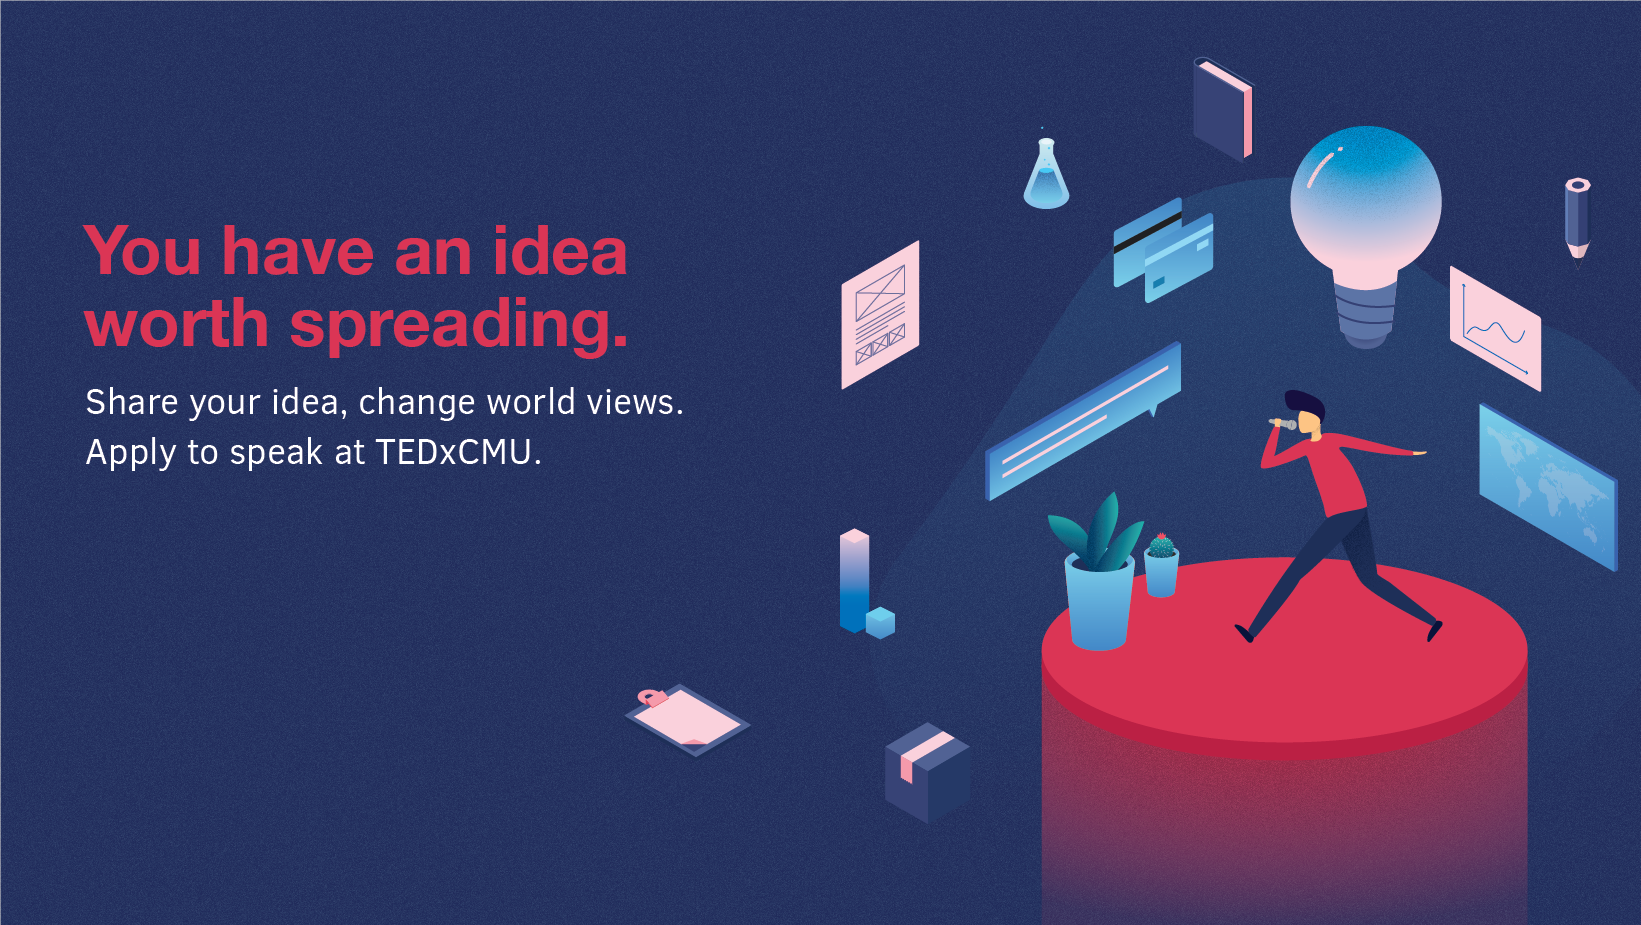 You have an idea
worth spreading.
Share your idea, change world views.
Apply to speak at TEDxCMU.